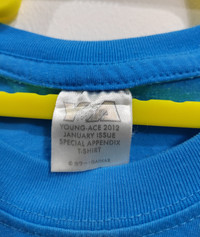 YOUNG-ACE 2012
JANUARY ISSUE
SPECIAL APPENDIX
T-SHIRT